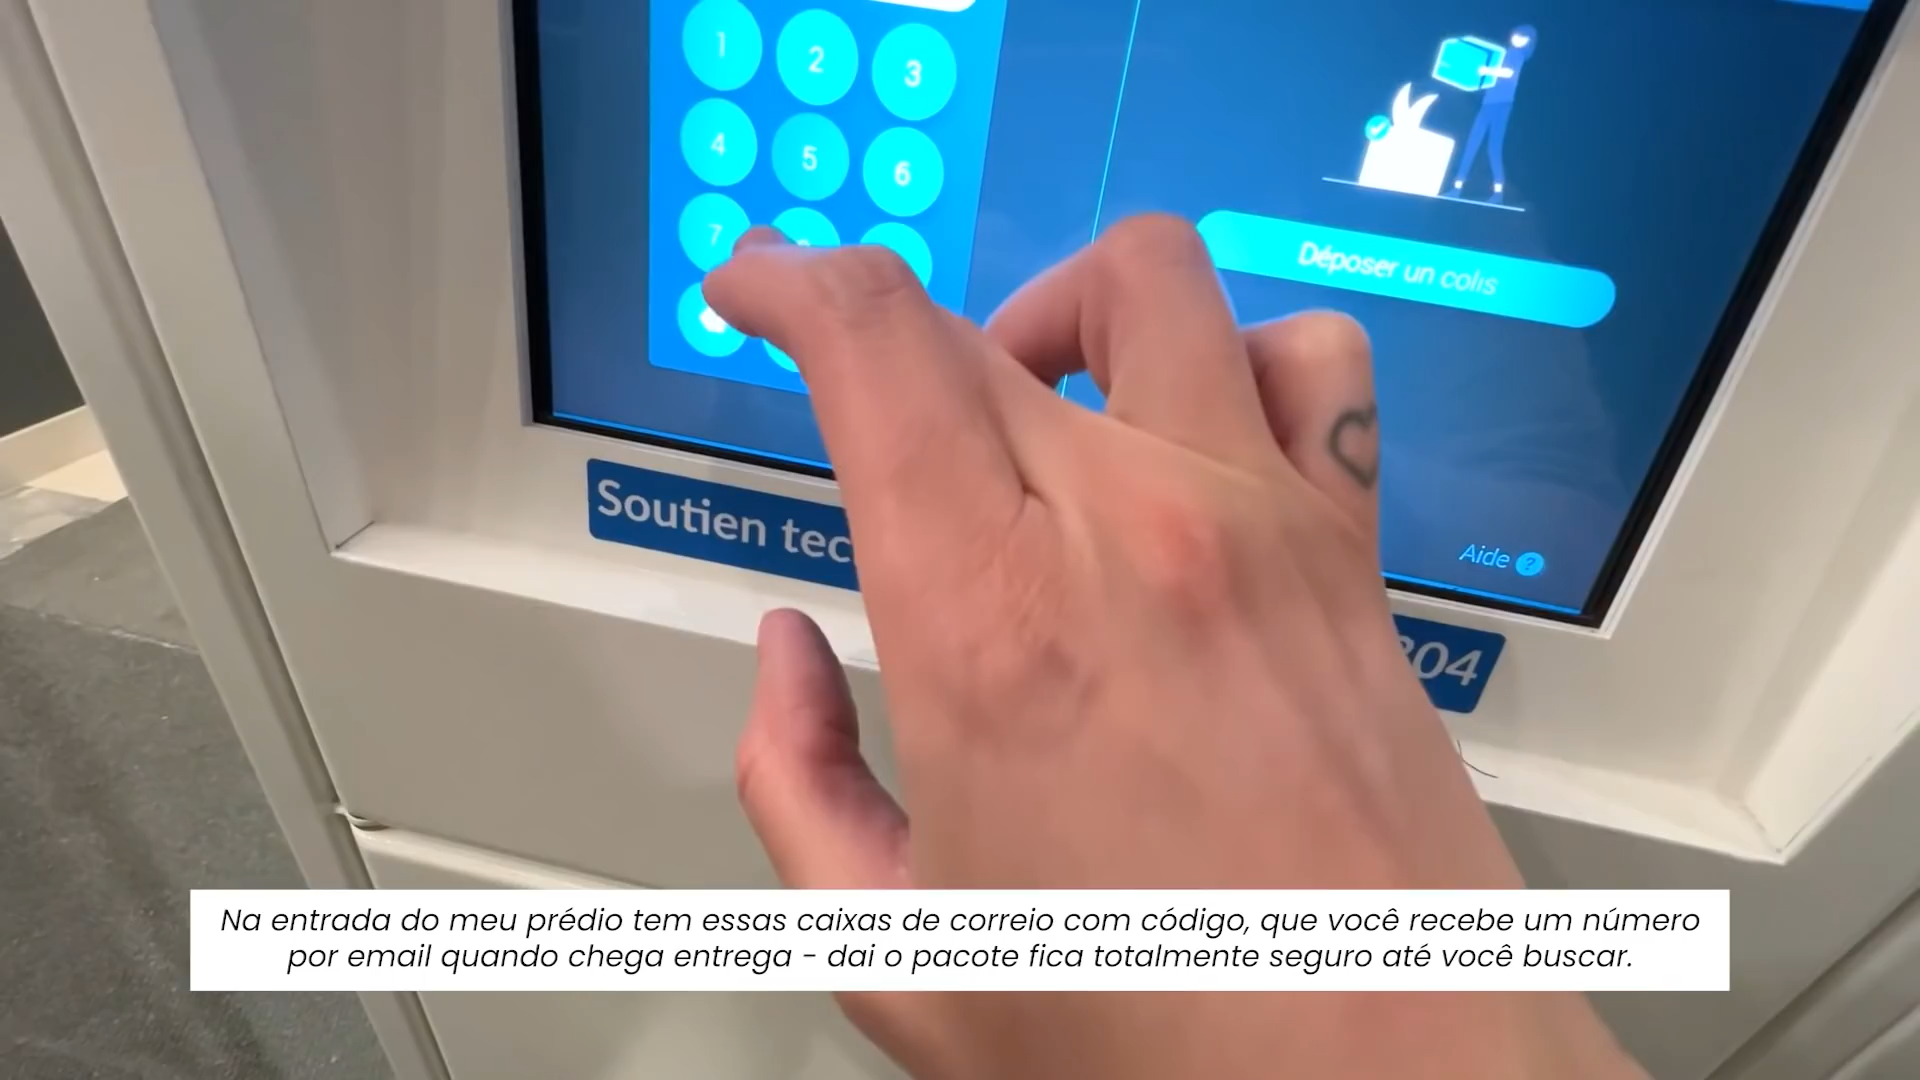 1
2
3
4
5
6
7
Déposer un colis
Aide ?
Soutien tec
304
Na entrada do meu prédio tem essas caixas de correio com código, que você recebe um número
por email quando chega entrega - dai o pacote fica totalmente seguro até você buscar.